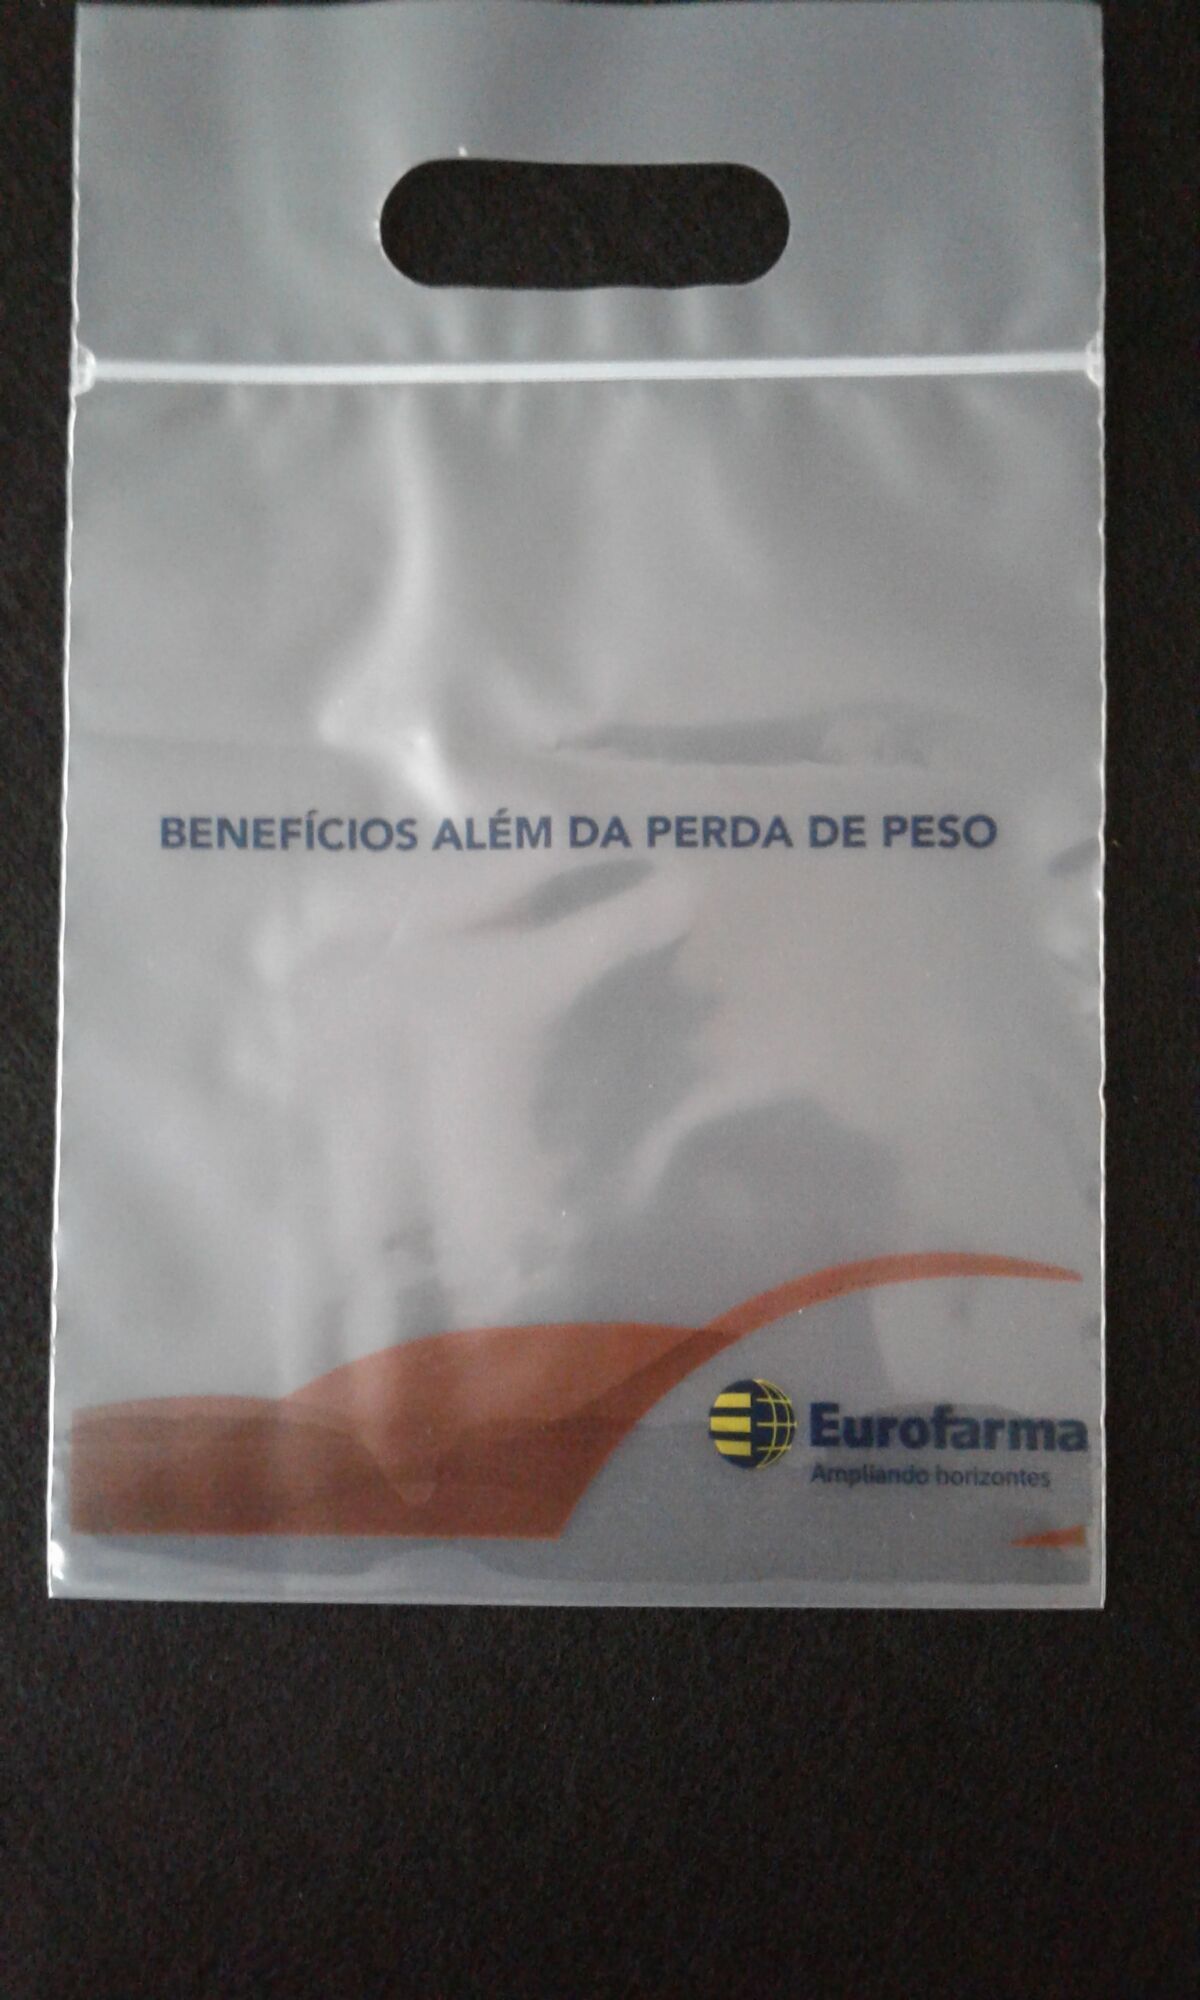 BENEFÍCIOS ALÉM DA PERDA DE PESO
Eurofarma
Ampliando horizontes